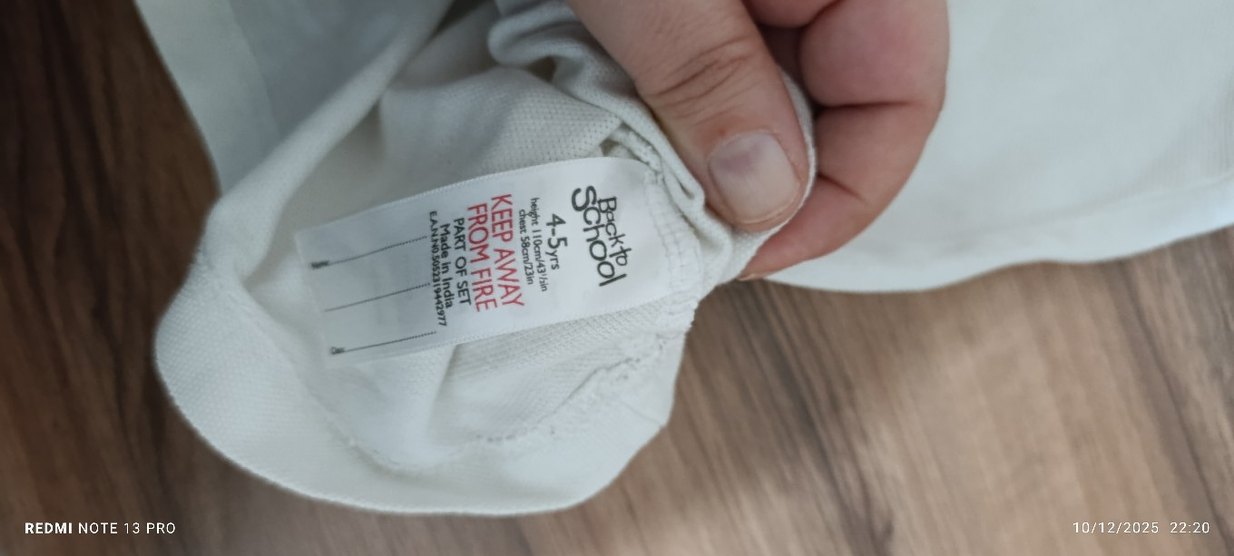 Back to
School
4-5yrs
height 110cm/43½in
chest 58cm/23in
KEEP AWAY
FROM FIRE
PART OF SET
Made in India
REDMI NOTE 13 PRO
10/12/2025 22:20